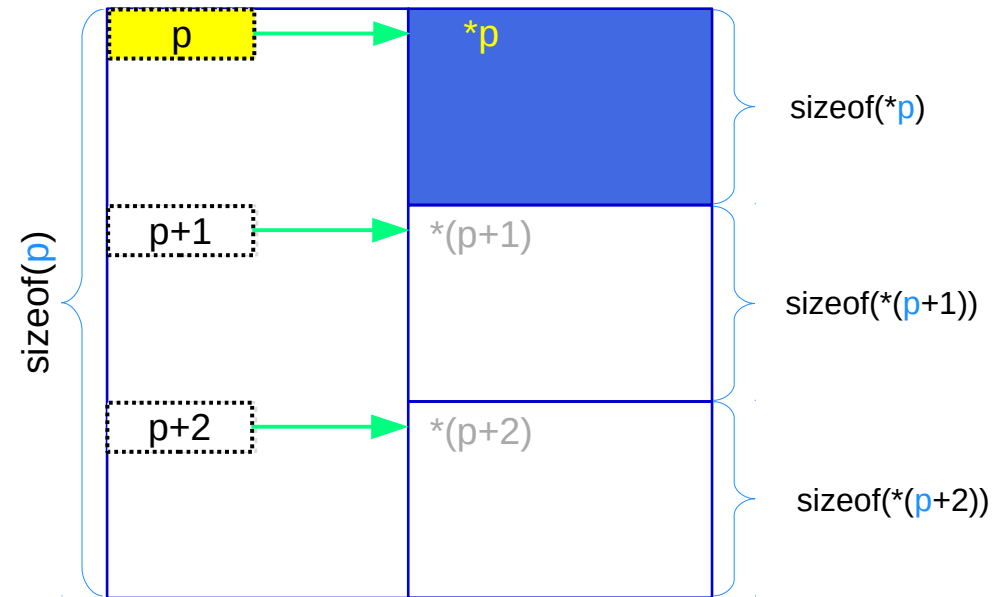 p
*p
sizeof(*p)
p+1
*(p+1)
sizeof(p)
sizeof(*(p+1))
p+2
*(p+2)
sizeof(*(p+2))